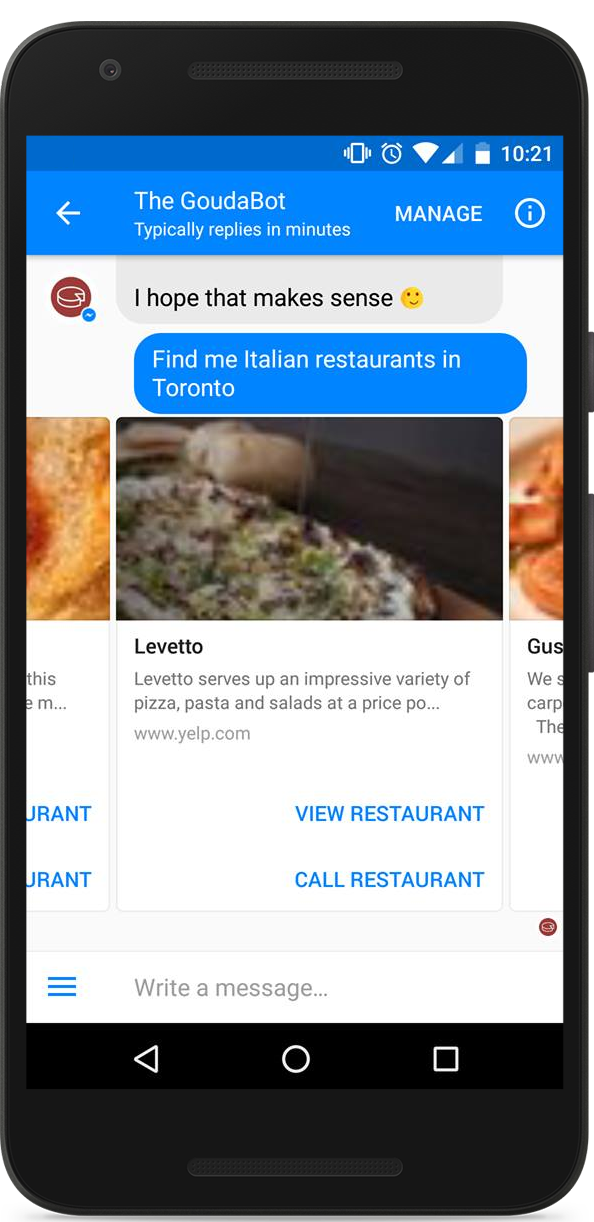 10:21
The GoudaBot
Typically replies in minutes
MANAGE
I hope that makes sense 🙂
Find me Italian restaurants in
Toronto
this
e m...
URANT
URANT
Levetto
Levetto serves up an impressive variety of
pizza, pasta and salads at a price po...
www.yelp.com
VIEW RESTAURANT
CALL RESTAURANT
Gus
We s
carp
The
www
Write a message...